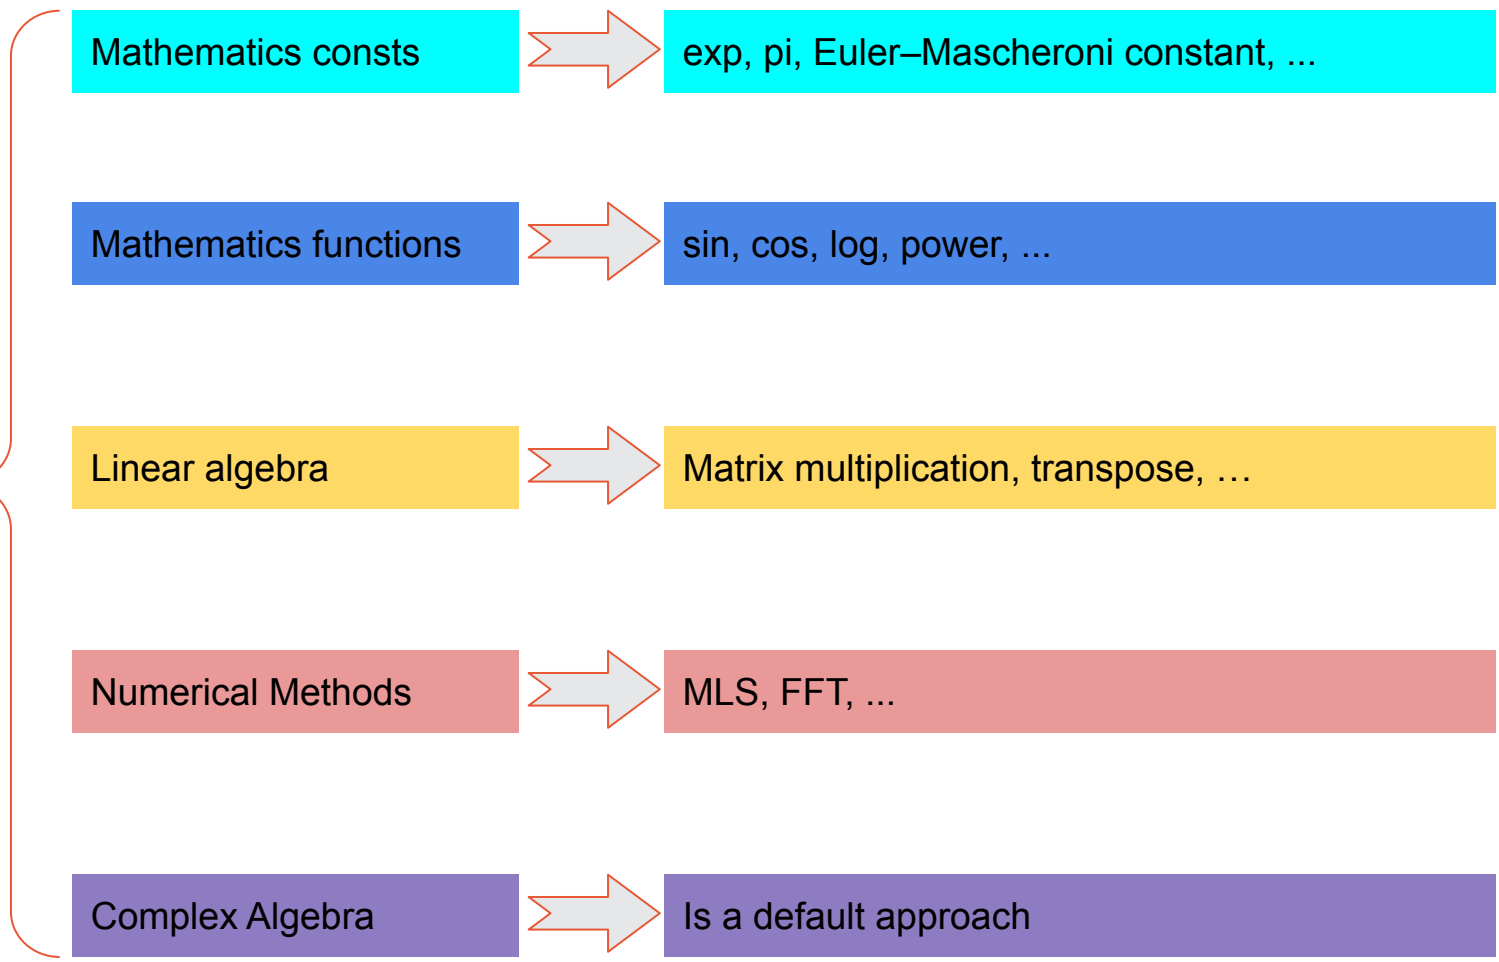 Mathematics consts
exp, pi, Euler–Mascheroni constant, ...
Mathematics functions
sin, cos, log, power, ...
Linear algebra
Matrix multiplication, transpose, …
Numerical Methods
MLS, FFT, ...
Complex Algebra
Is a default approach